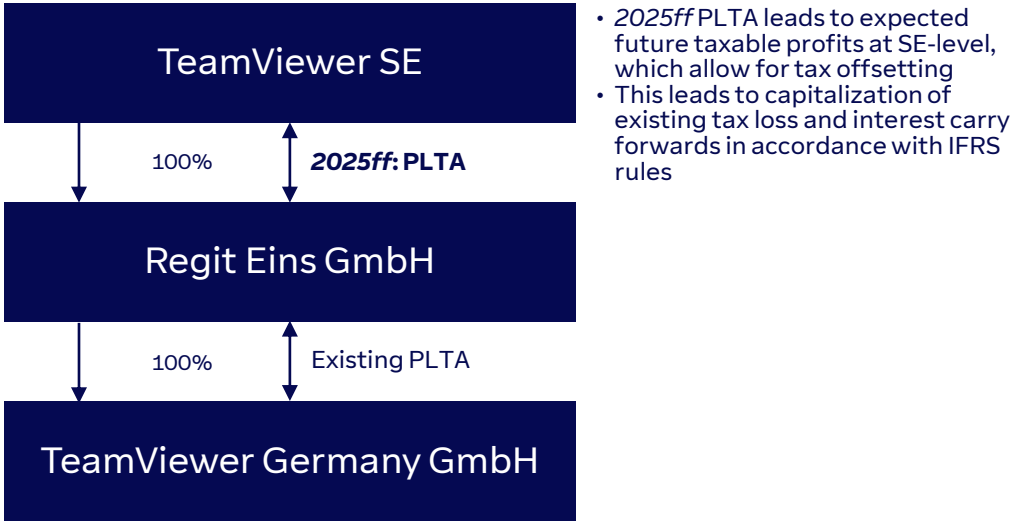 TeamViewer SE
100%
2025ff: PLTA
Regit Eins GmbH
100%
Existing PLTA
TeamViewer Germany GmbH
• 2025ff PLTA leads to expected
future taxable profits at SE-level,
which allow for tax offsetting
• This leads to capitalization of
existing tax loss and interest carry
forwards in accordance with IFRS
rules